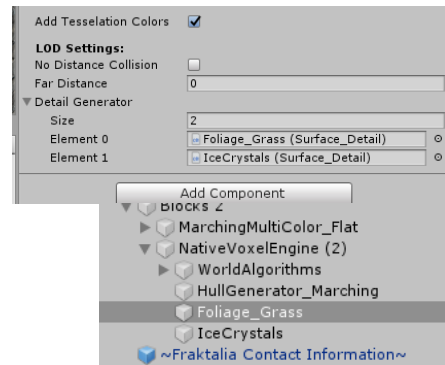 Add Tesselation Colors
LOD Settings:
No Distance Collision
Far Distance 0
Detail Generator
Size 2
Element 0 Foliage_Grass (Surface_Detail)
Element 1 IceCrystals (Surface_Detail)
Add Component
Blocks 2
MarchingMultiColor_Flat
NativeVoxelEngine (2)
WorldAlgorithms
HullGenerator_Marching
Foliage_Grass
IceCrystals
~Fraktalia Contact Information~